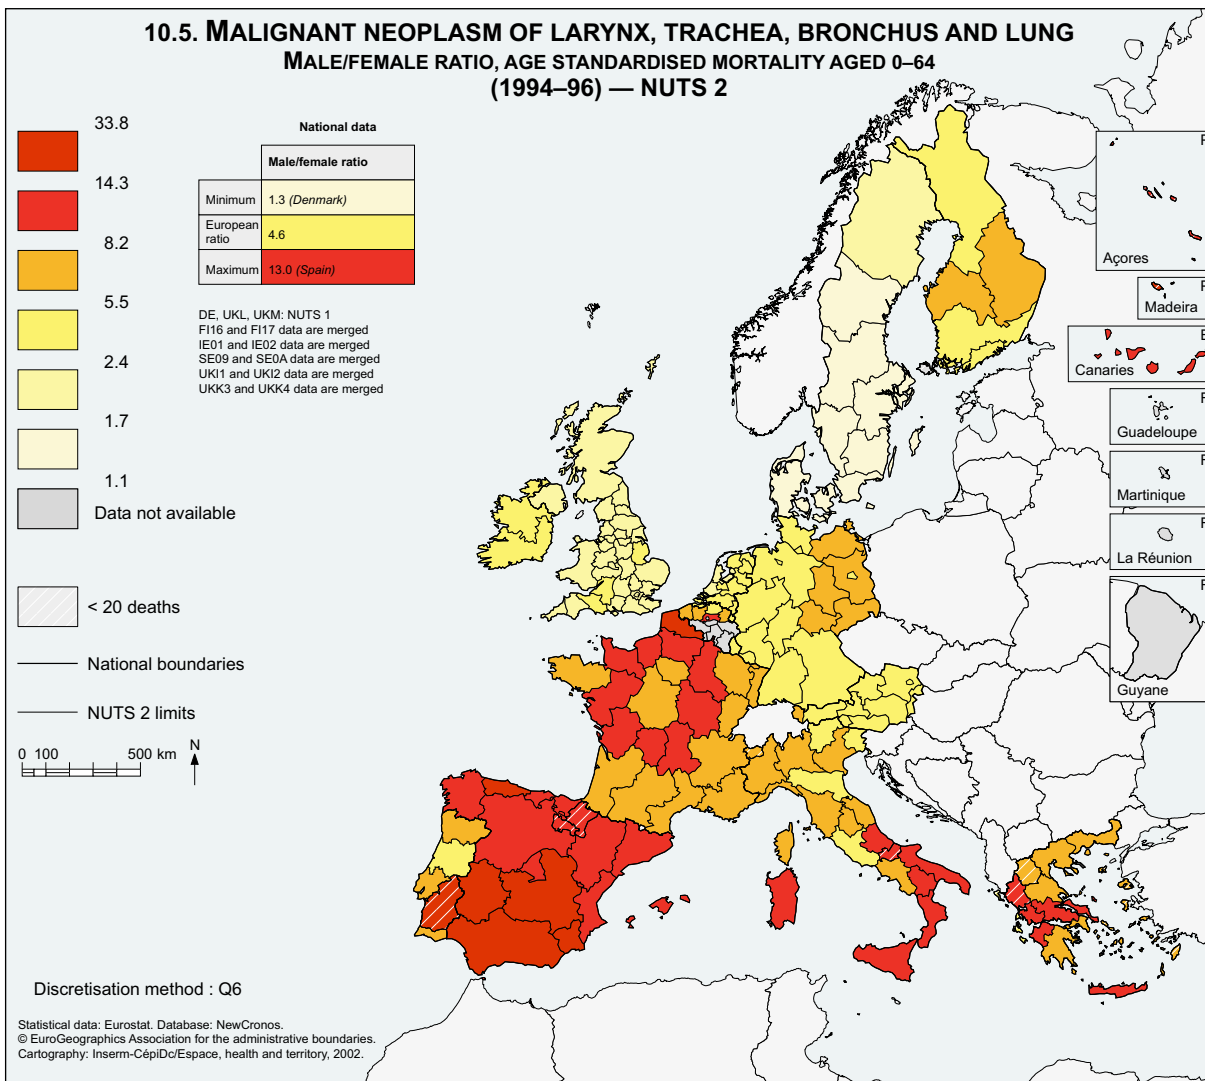 10.5. MALIGNANT NEOPLASM OF LARYNX, TRACHEA, BRONCHUS AND LUNG
MALE/FEMALE RATIO, AGE STANDARDISED MORTALITY AGED 0–64
(1994–96) — NUTS 2
33.8
14.3
8.2
5.5
2.4
1.7
1.1
Data not available
< 20 deaths
National boundaries
NUTS 2 limits
0 100 500 km
N
National data
Male/female ratio
Minimum 1.3 (Denmark)
European ratio 4.6
Maximum 13.0 (Spain)
DE, UKL, UKM: NUTS 1
FI16 and FI17 data are merged
IE01 and IE02 data are merged
SE09 and SE0A data are merged
UKI1 and UKI2 data are merged
UKK3 and UKK4 data are merged
Açores
Madeira
Canaries
Guadeloupe
Martinique
La Réunion
Guyane
Discretisation method : Q6
Statistical data: Eurostat. Database: NewCronos.
© EuroGeographics Association for the administrative boundaries.
Cartography: Inserm-CépiDc/Espace, health and territory, 2002.